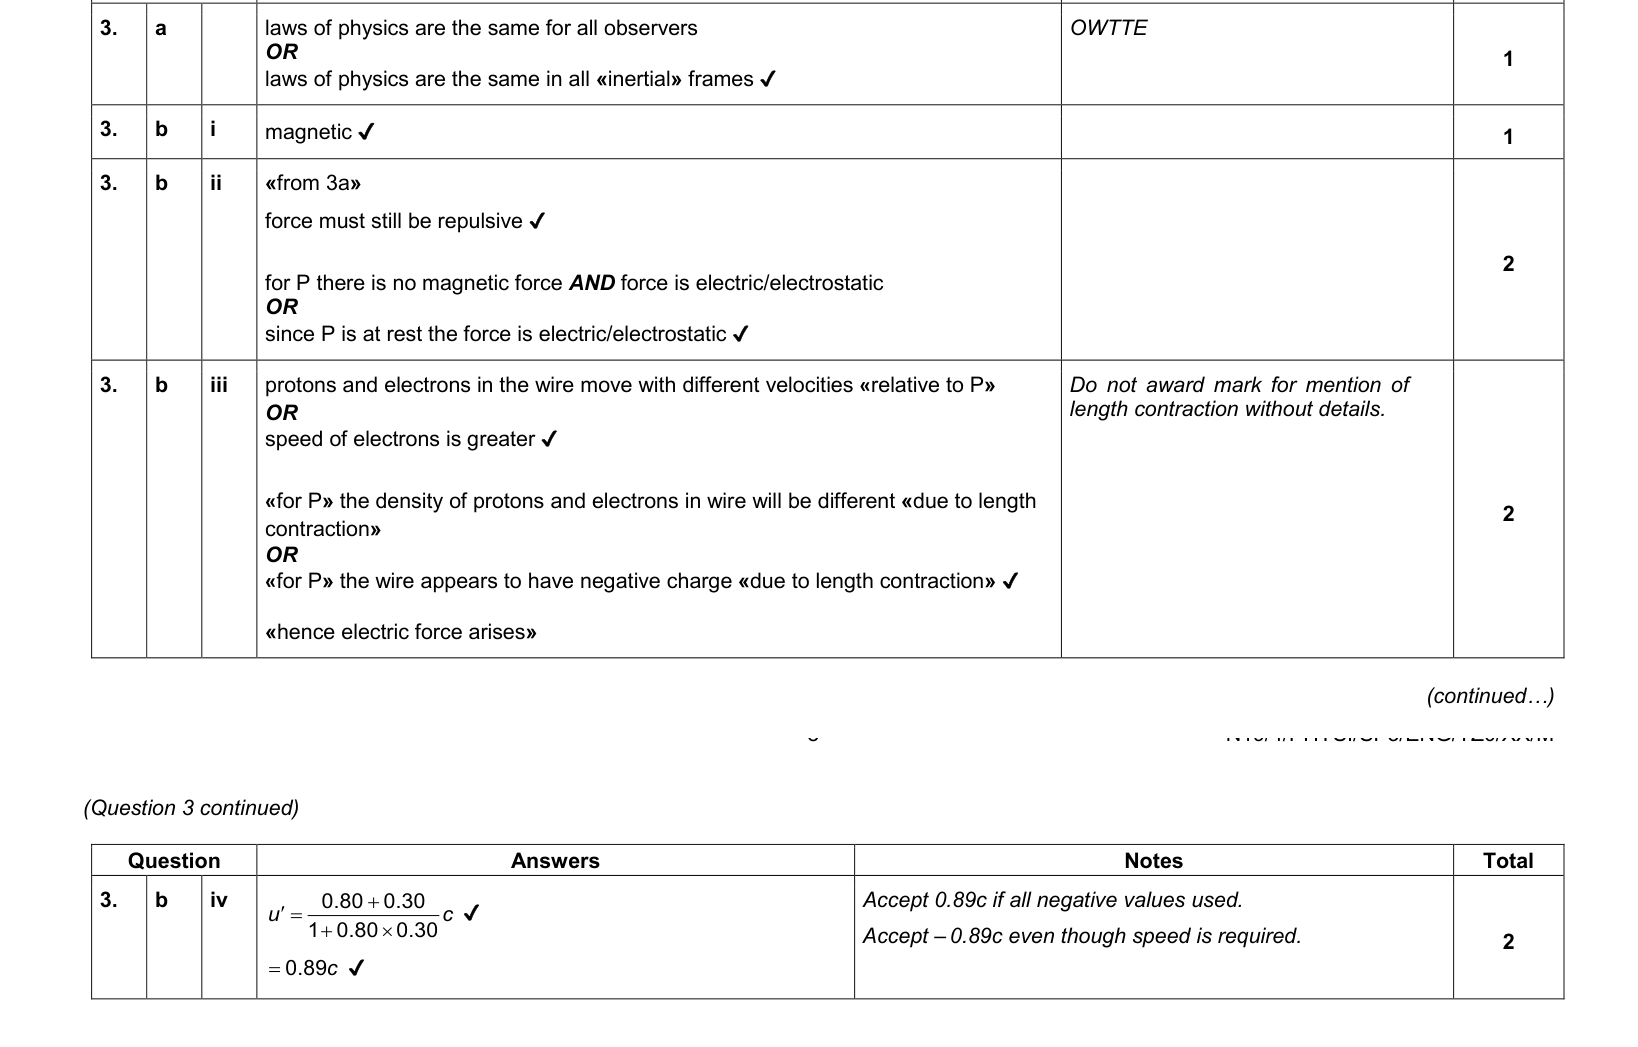 3. a laws of physics are the same for all observers OWTTE
OR
laws of physics are the same in all «inertial» frames ✓ 1
3. b i magnetic ✓ 1
3. b ii «from 3a»
force must still be repulsive ✓
2
for P there is no magnetic force AND force is electric/electrostatic
OR
since P is at rest the force is electric/electrostatic ✓
3. b iii protons and electrons in the wire move with different velocities «relative to P» Do not award mark for mention of
OR length contraction without details.
speed of electrons is greater ✓
«for P» the density of protons and electrons in wire will be different «due to length
contraction» 2
OR
«for P» the wire appears to have negative charge «due to length contraction» ✓
«hence electric force arises»
(continued…)
(Question 3 continued)
Question Answers Notes Total
3. b iv u′ = (0.80 + 0.30)/(1 + 0.80 × 0.30) c ✓ Accept 0.89c if all negative values used.
Accept – 0.89c even though speed is required. 2
= 0.89c ✓